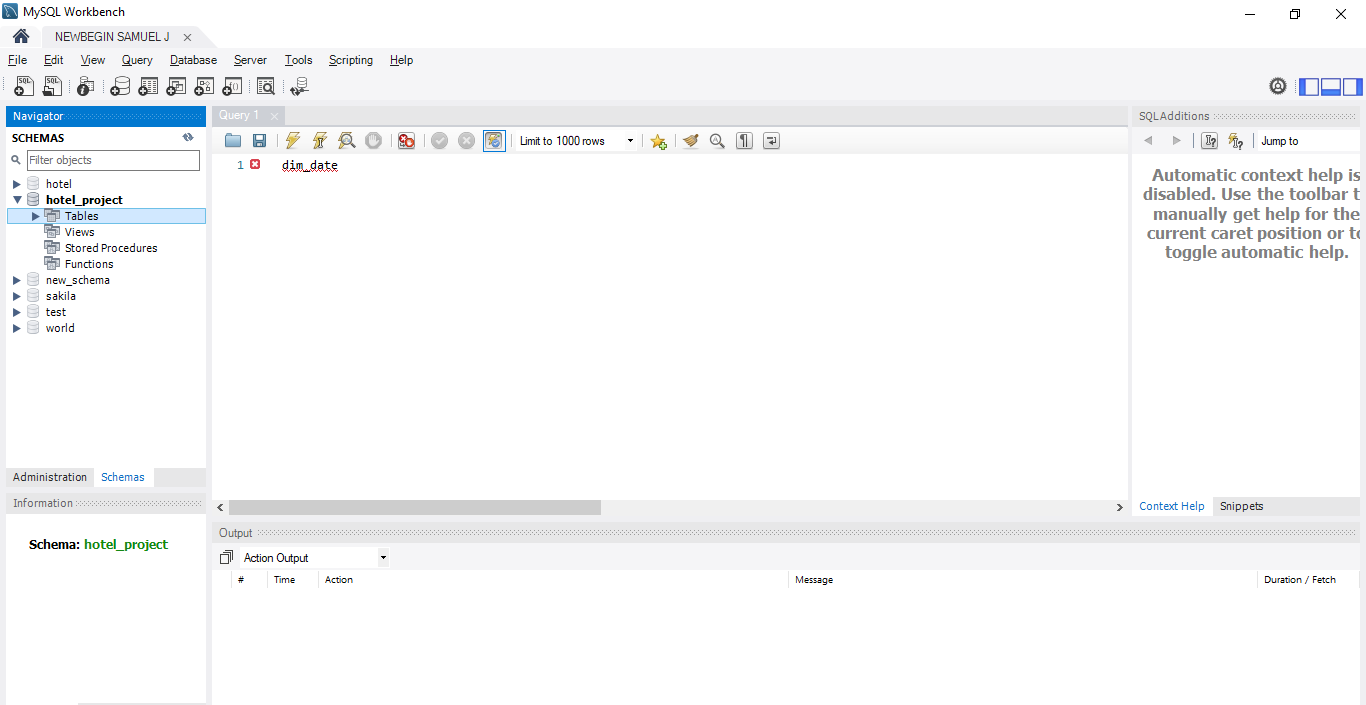 MySQL Workbench
NEWBEGIN SAMUEL J
File Edit View Query Database Server Tools Scripting Help
Navigator
SCHEMAS
Filter objects
hotel
hotel_project
Tables
Views
Stored Procedures
Functions
new_schema
sakila
test
world
Administration Schemas
Information
Schema: hotel_project
Query 1
Limit to 1000 rows
1 dim_date
SQLAdditions
Jump to
Automatic context help is
disabled. Use the toolbar t
manually get help for the
current caret position or to
toggle automatic help.
Context Help Snippets
Output
Action Output
# Time Action Message Duration / Fetch